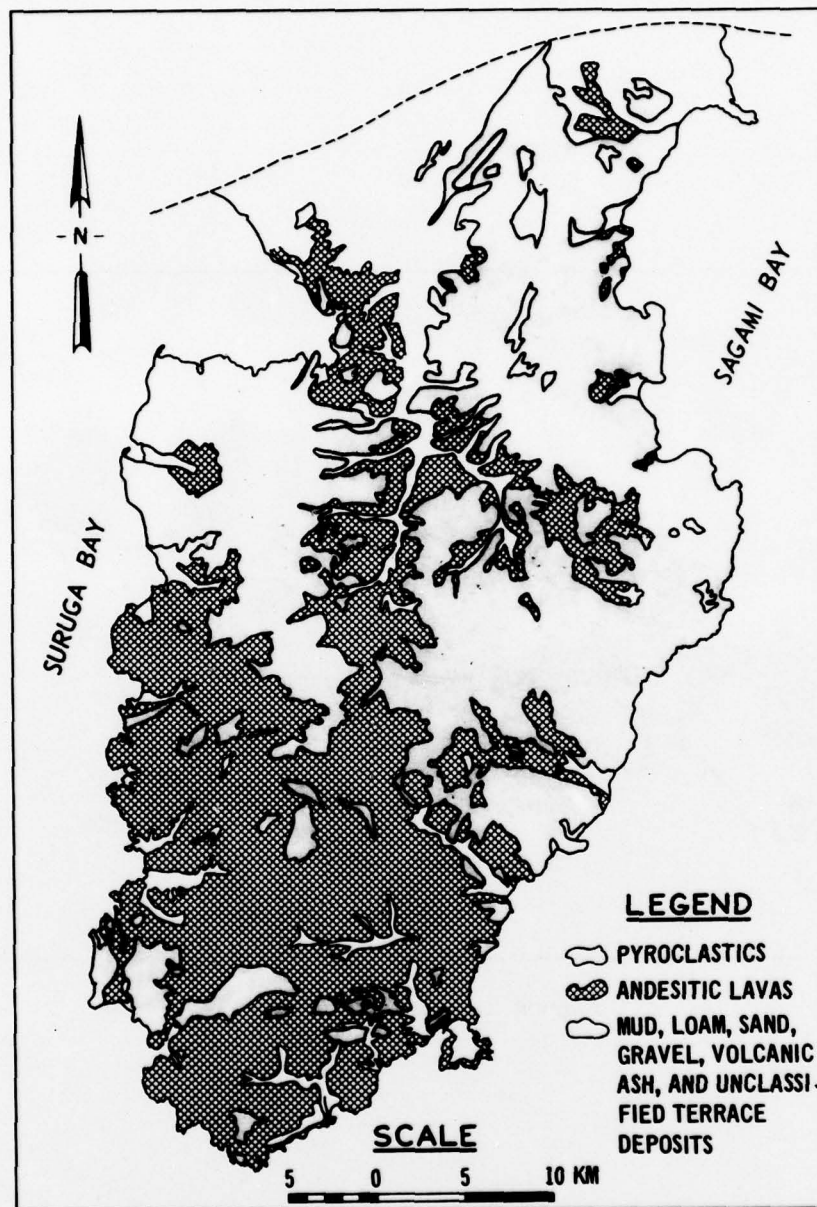 N
SAGAMI BAY
SURUGA BAY
LEGEND
PYROCLASTICS
ANDESITIC LAVAS
MUD, LOAM, SAND,
GRAVEL, VOLCANIC
ASH, AND UNCLASSI-
FIED TERRACE
DEPOSITS
SCALE
5 0 5 10 KM